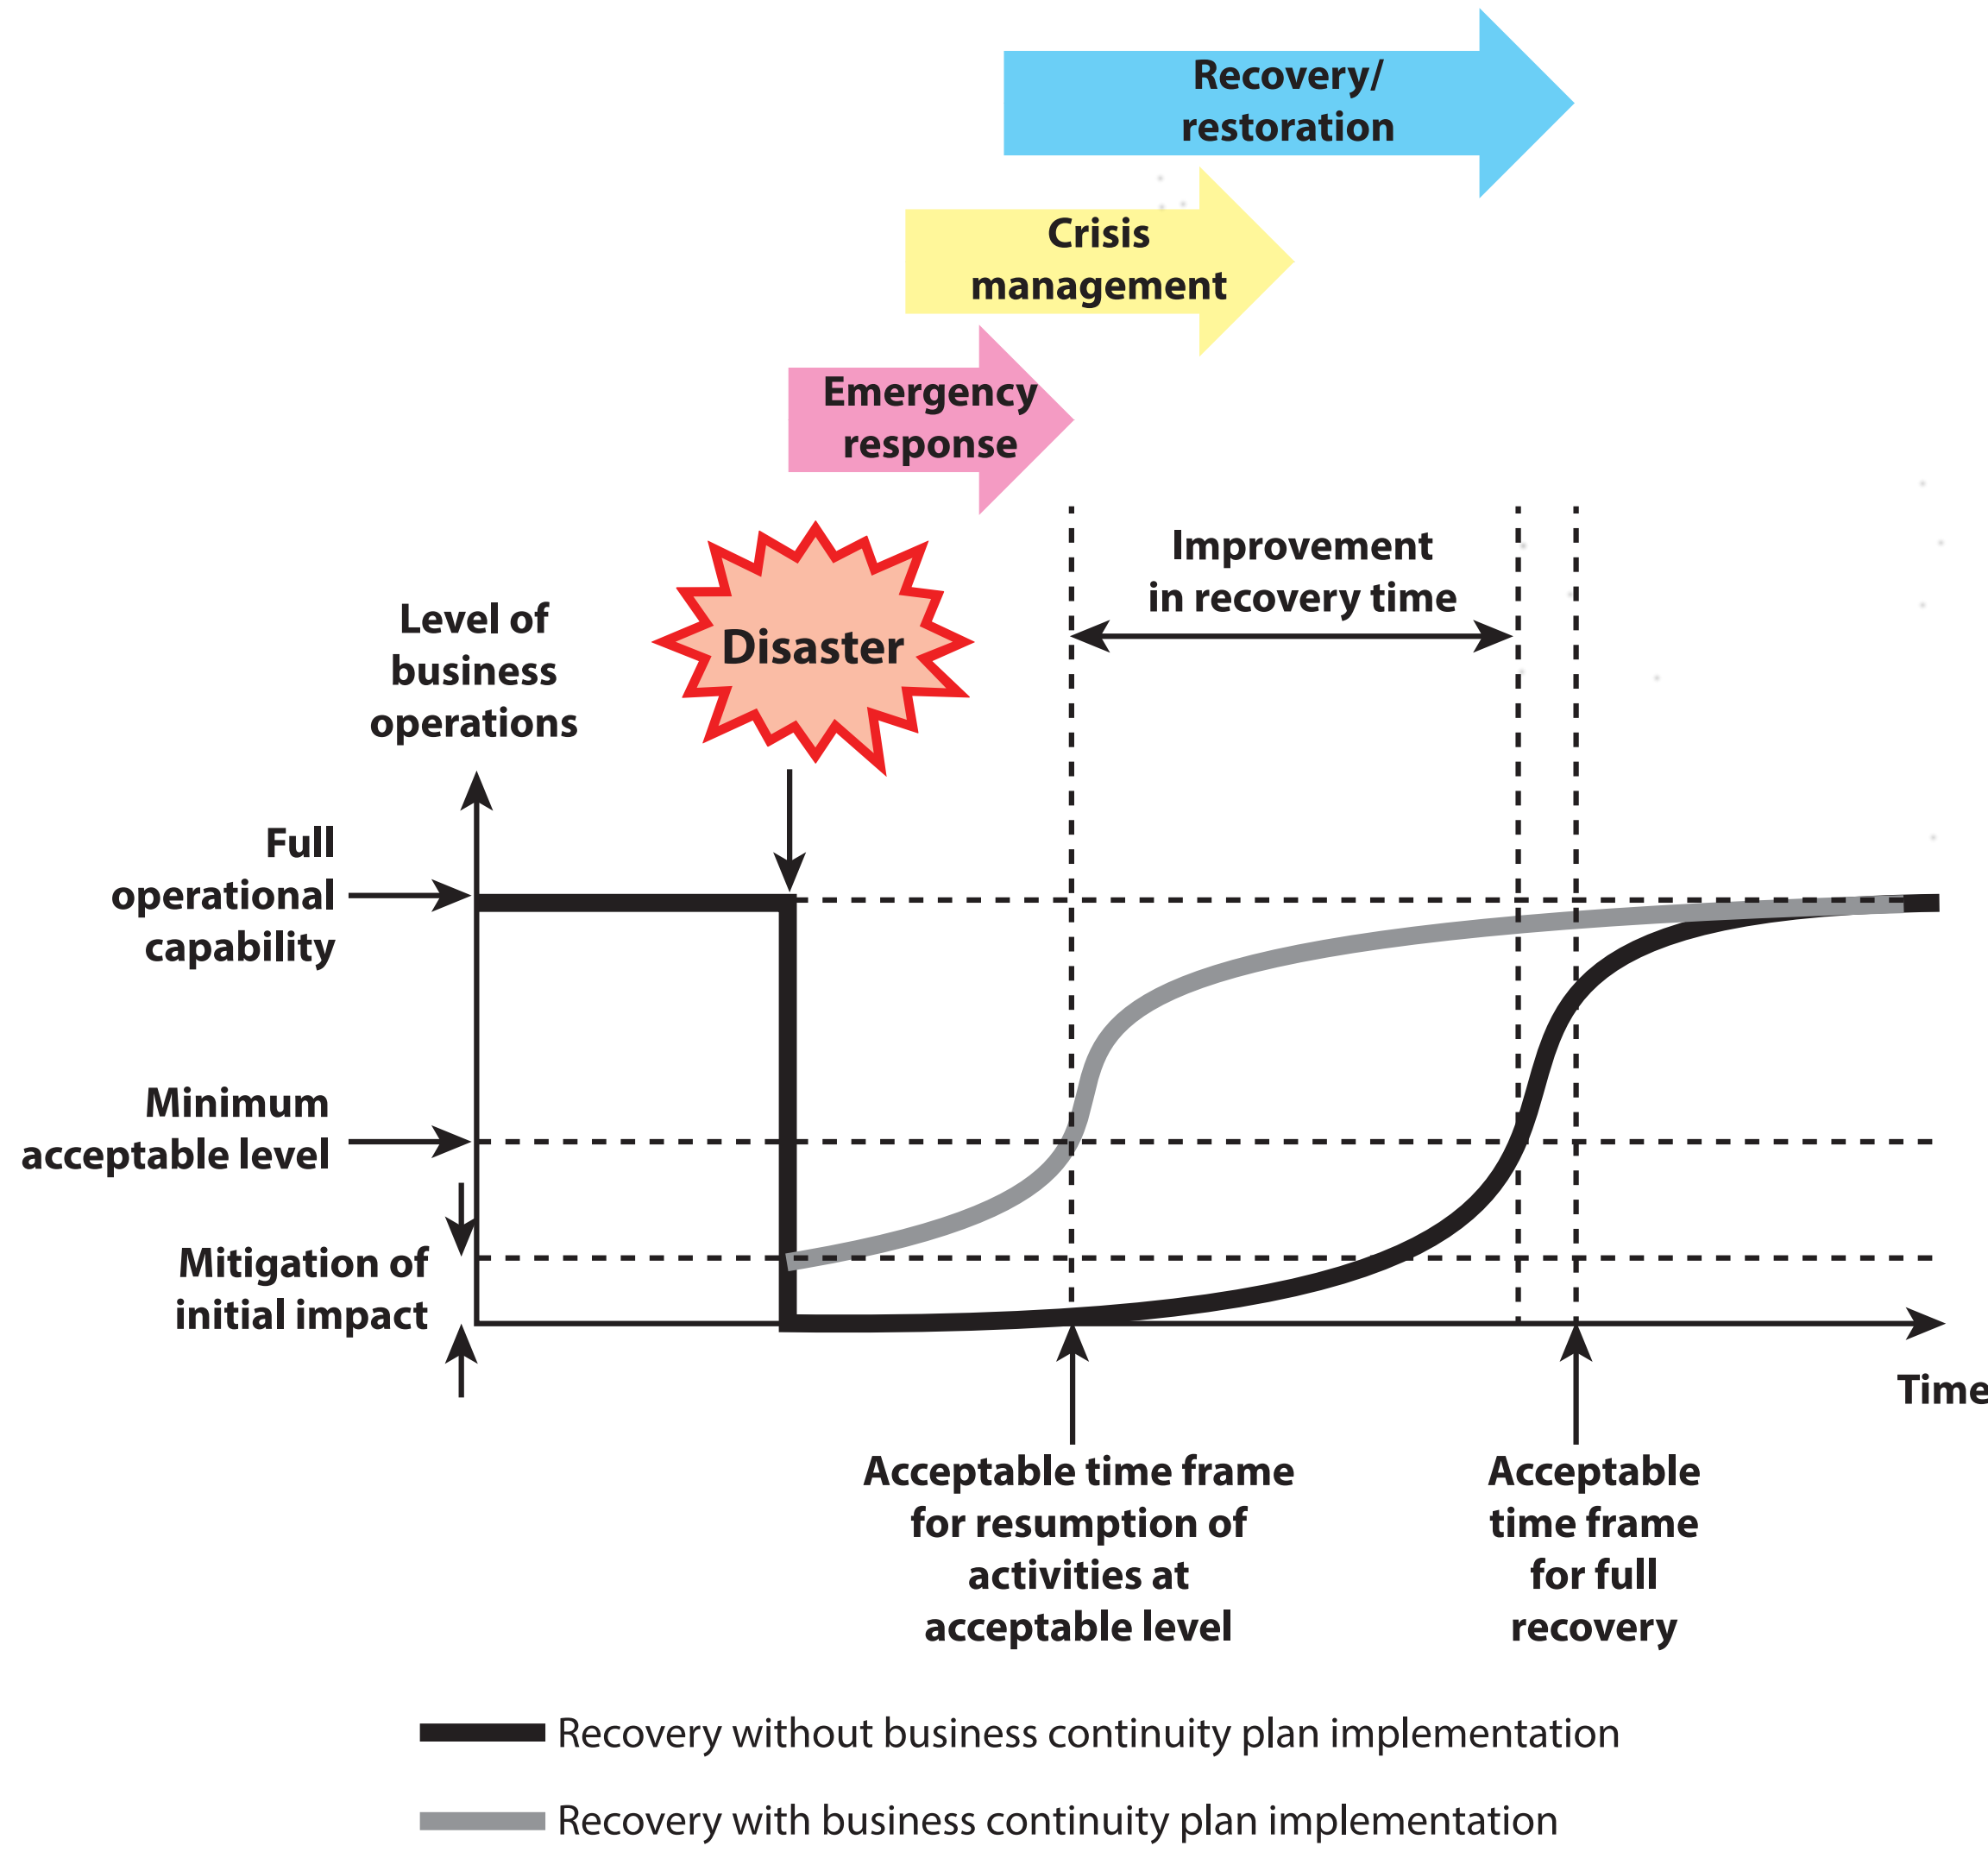 Recovery/
restoration
Crisis
management
Emergency
response
Improvement
in recovery time
Disaster
Level of
business
operations
Full
operational
capability
Minimum
acceptable level
Mitigation of
initial impact
Time
Acceptable time frame
for resumption of
activities at
acceptable level
Acceptable
time frame
for full
recovery
Recovery without business continuity plan implementation
Recovery with business continuity plan implementation